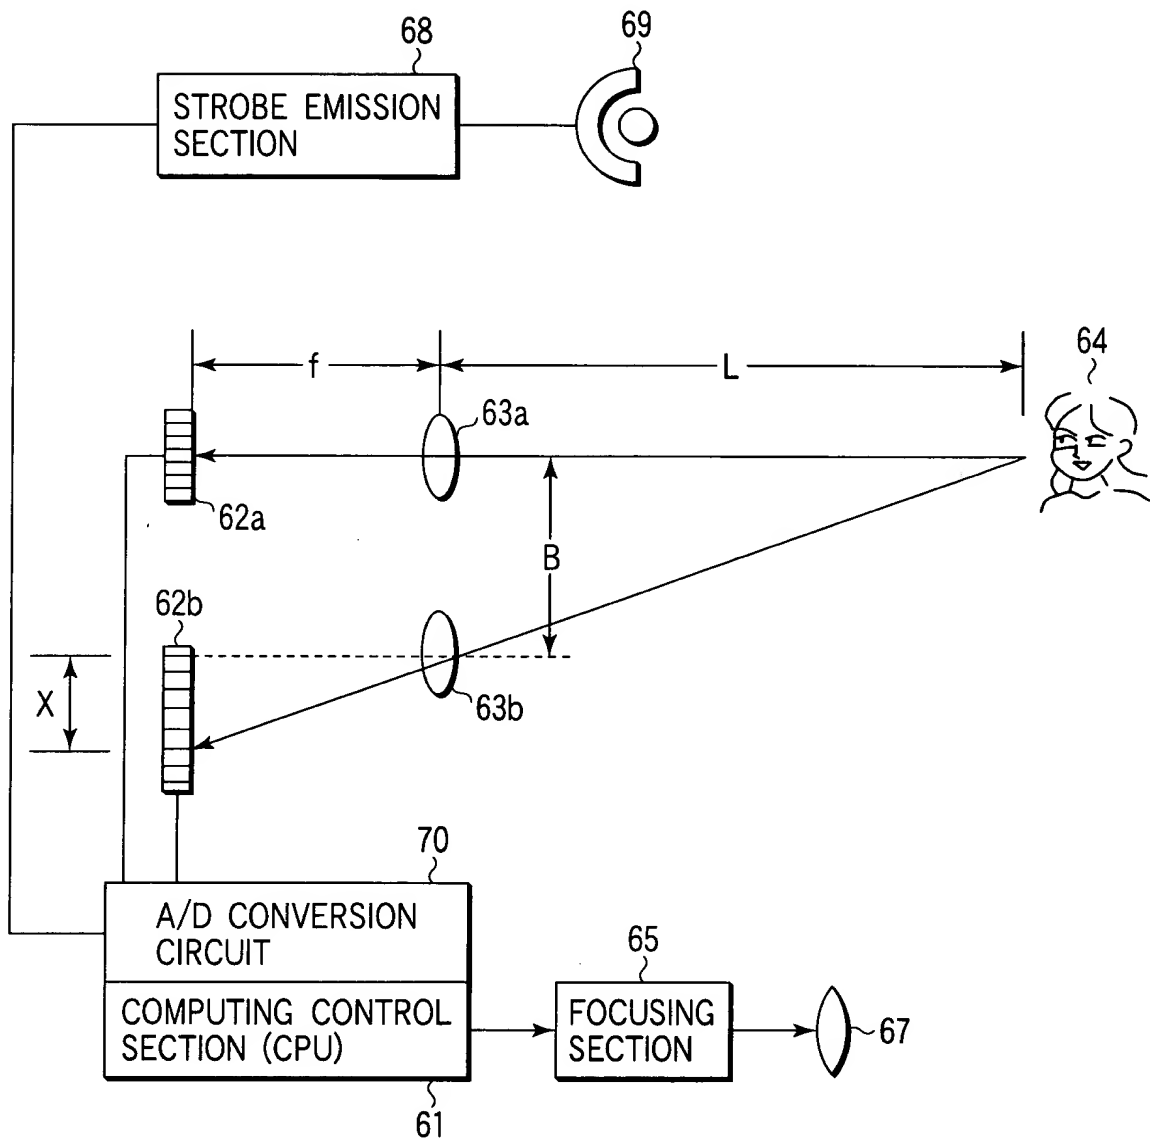 68
69
STROBE EMISSION
SECTION
f
L
64
63a
62a
B
62b
X
63b
70
A/D CONVERSION
CIRCUIT
65
COMPUTING CONTROL
SECTION (CPU)
FOCUSING
SECTION
67
61